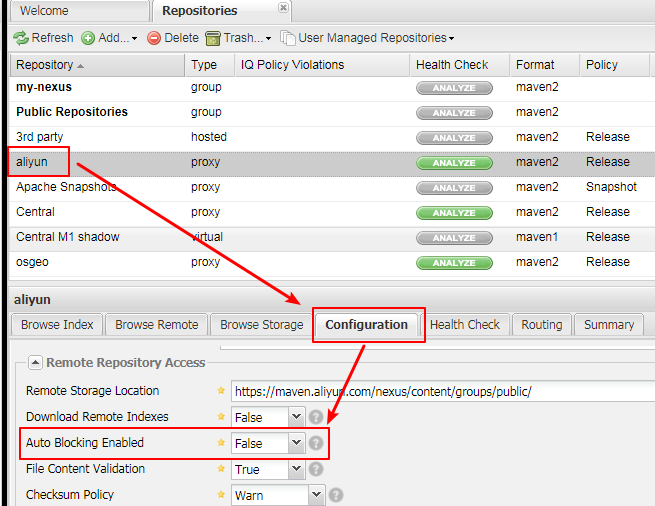 Welcome Repositories
Refresh Add... Delete Trash... User Managed Repositories
Repository Type IQ Policy Violations Health Check Format Policy
my-nexus group ANALYZE maven2
Public Repositories group ANALYZE maven2
3rd party hosted ANALYZE maven2 Release
aliyun proxy ANALYZE maven2 Release
Apache Snapshots proxy ANALYZE maven2 Snapshot
Central proxy ANALYZE maven2 Release
Central M1 shadow virtual ANALYZE maven1 Release
osgeo proxy ANALYZE maven2 Release
aliyun
Browse Index Browse Remote Browse Storage Configuration Health Check Routing Summary
Remote Repository Access
Remote Storage Location https://maven.aliyun.com/nexus/content/groups/public/
Download Remote Indexes False ?
Auto Blocking Enabled False ?
File Content Validation True ?
Checksum Policy Warn ?